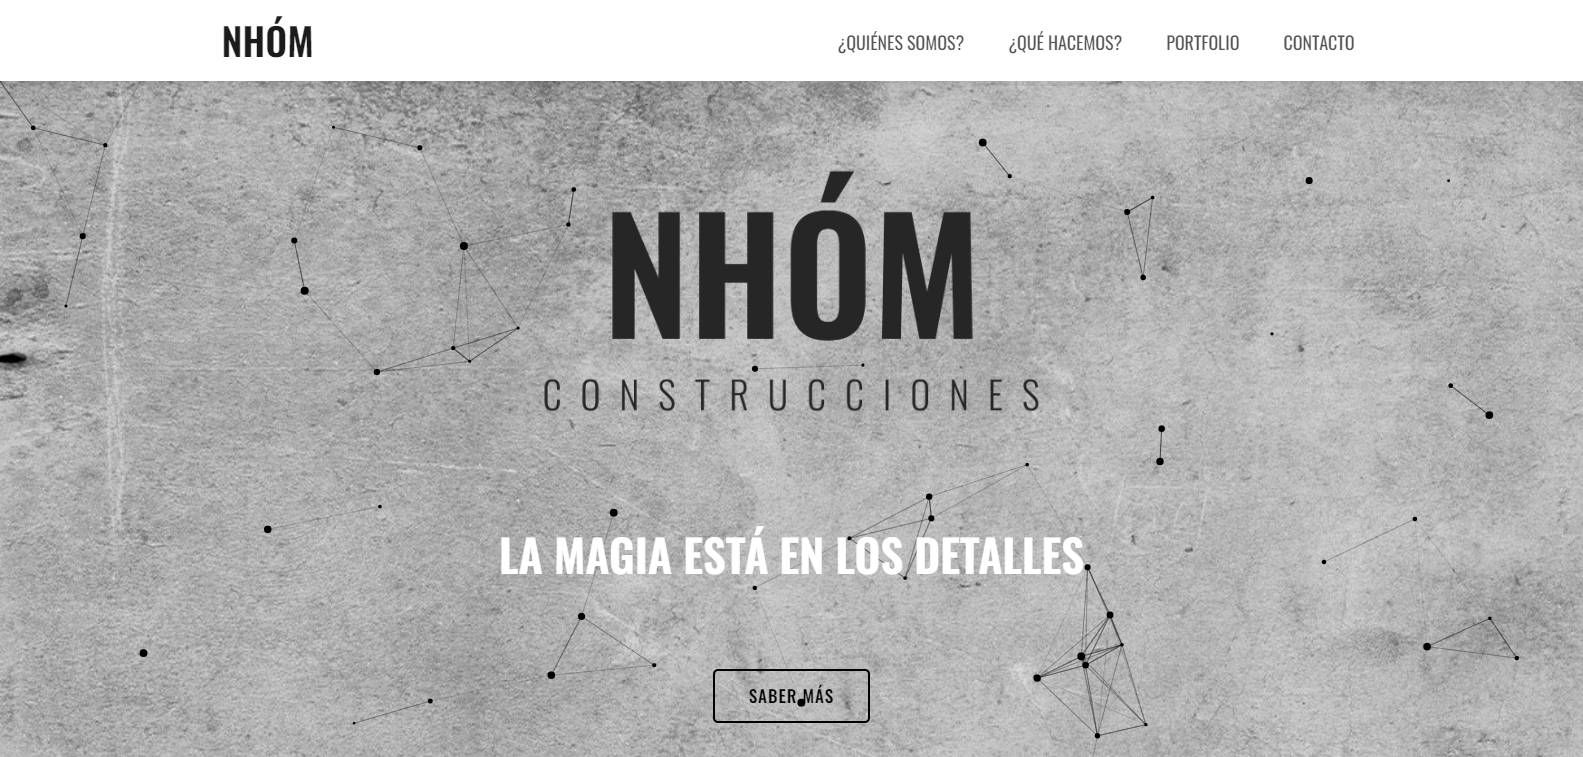 NHÓM
¿QUIÉNES SOMOS? ¿QUÉ HACEMOS? PORTFOLIO CONTACTO
NHÓM
CONSTRUCCIONES
LA MAGIA ESTÁ EN LOS DETALLES
SABER MÁS